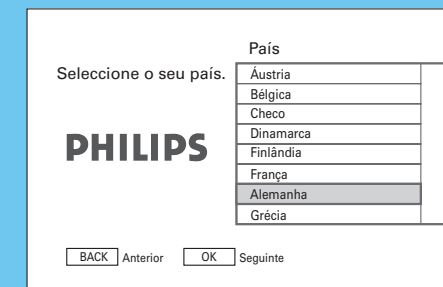 País
Seleccione o seu país.
Áustria
Bélgica
Checo
Dinamarca
Finlândia
França
Alemanha
Grécia
PHILIPS
BACK Anterior OK Seguinte